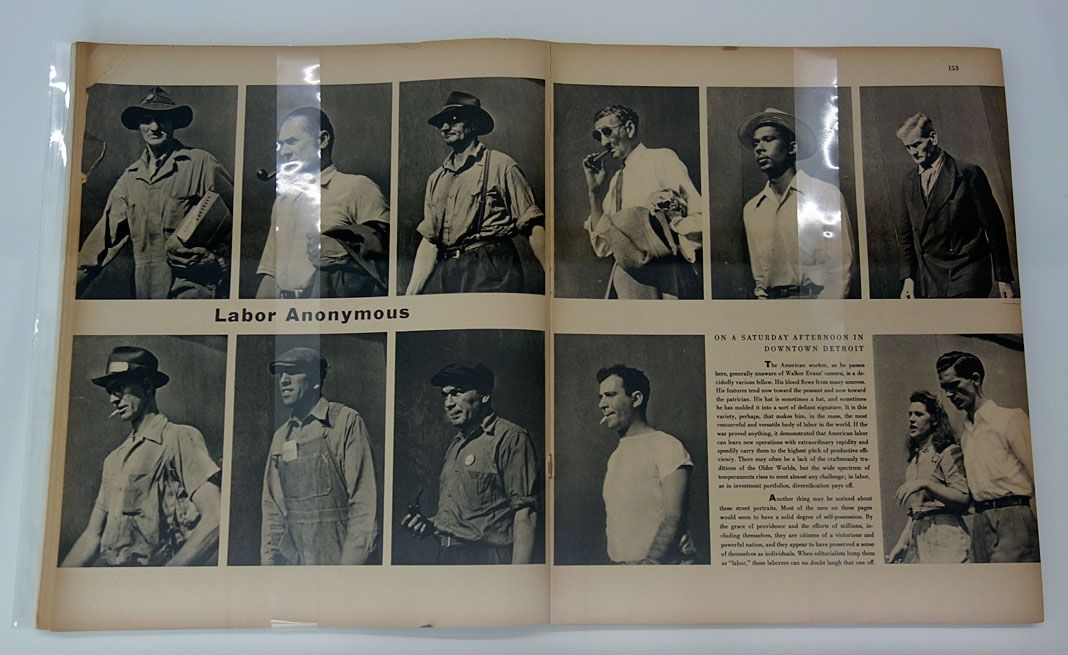 153
Labor Anonymous
ON A SATURDAY AFTERNOON IN
DOWNTOWN DETROIT
The American worker, as he passes
here, generally unaware of Walker Evans' camera, is a de-
cidedly various fellow. His blood flows from many sources.
His features tend now toward the peasant and now toward
the patrician. His hat is sometimes a hat, and sometimes
he has molded it into a sort of defiant signature. It is this
variety, perhaps, that makes him, in the mass, the most
resourceful and versatile body of labor in the world. If the
war proved anything, it demonstrated that American labor
can learn new operations with extraordinary rapidity and
speedily carry them to the highest pitch of productive effi-
ciency. There may often be a lack of the craftsmanly tra-
ditions of the Older Worlds, but the wide spectrum of
temperaments rises to meet almost any challenge; in labor,
as in investment portfolios, diversification pays off.
Another thing may be noticed about
these street portraits. Most of the men on these pages
would seem to have a solid degree of self-possession. By
the grace of providence and the efforts of millions, in-
cluding themselves, they are citizens of a victorious and
powerful nation, and they appear to have preserved a sense
of themselves as individuals. When editorialists lump them
as "labor," these laborers can no doubt laugh that one off.